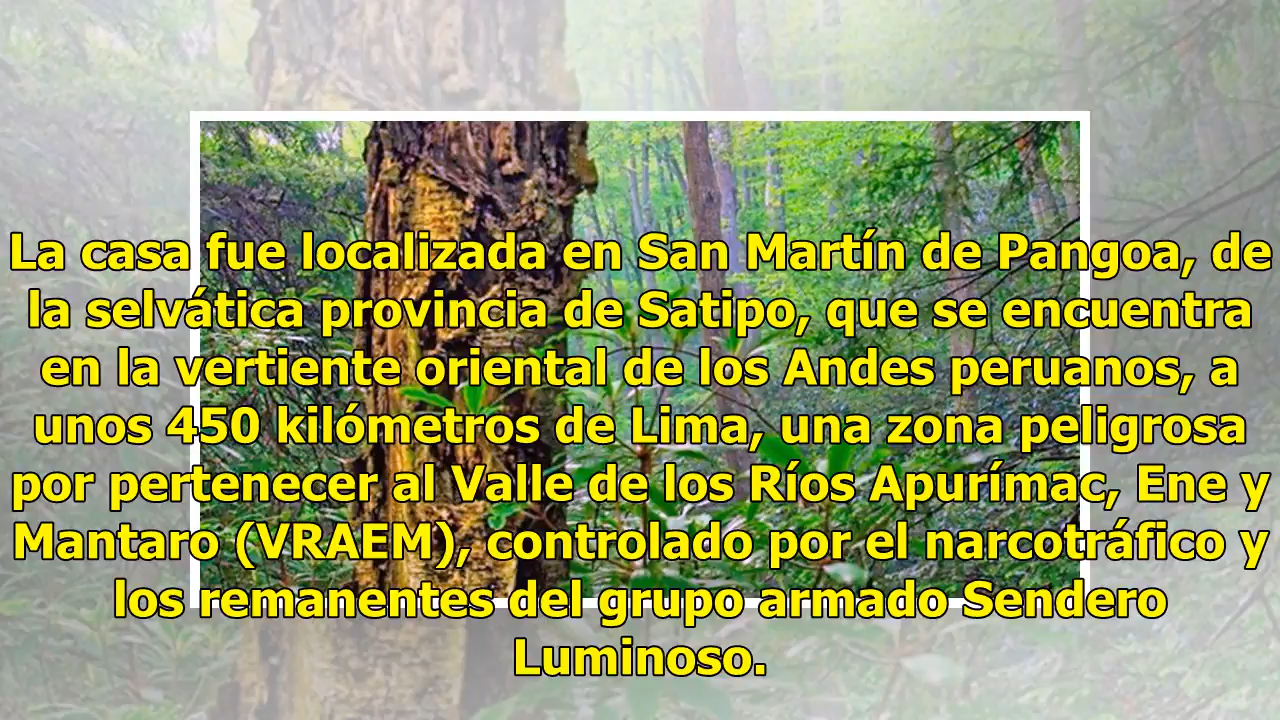 La casa fue localizada en San Martín de Pangoa, de
la selvática provincia de Satipo, que se encuentra
en la vertiente oriental de los Andes peruanos, a
unos 450 kilómetros de Lima, una zona peligrosa
por pertenecer al Valle de los Ríos Apurímac, Ene y
Mantaro (VRAEM), controlado por el narcotráfico y
los remanentes del grupo armado Sendero
Luminoso.